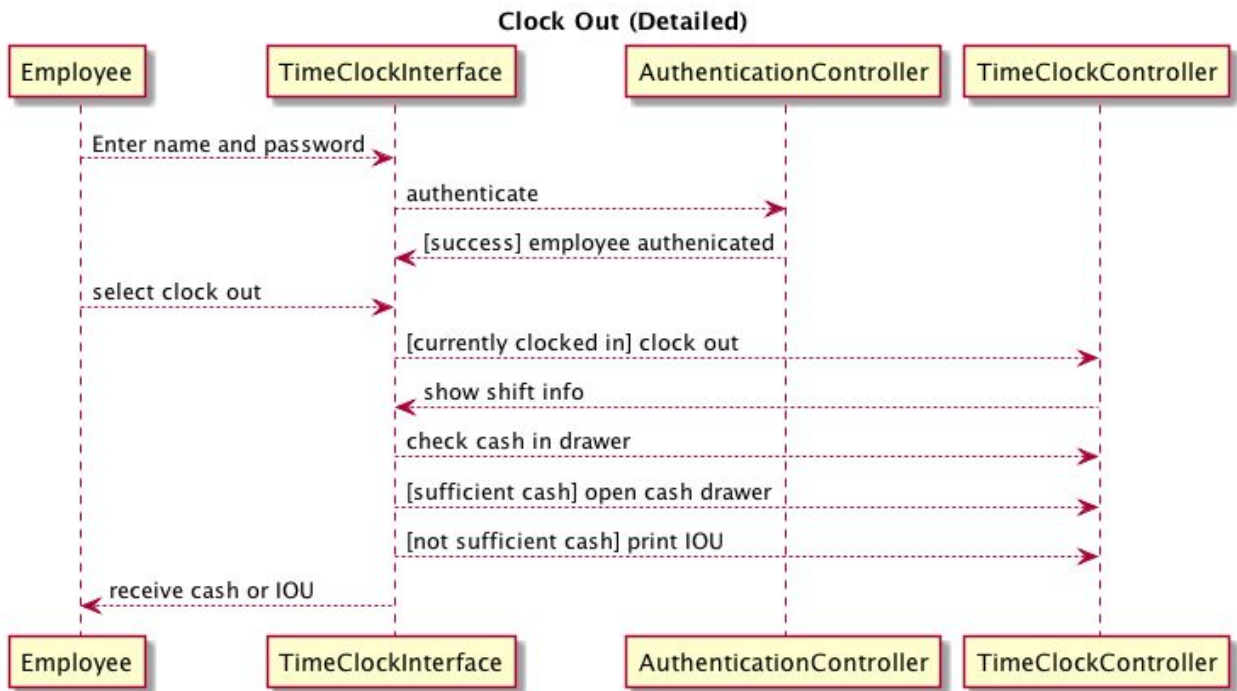 Clock Out (Detailed)
Employee TimeClockInterface AuthenticationController TimeClockController
Enter name and password
authenticate
[success] employee authenicated
select clock out
[currently clocked in] clock out
show shift info
check cash in drawer
[sufficient cash] open cash drawer
[not sufficient cash] print IOU
receive cash or IOU
Employee TimeClockInterface AuthenticationController TimeClockController